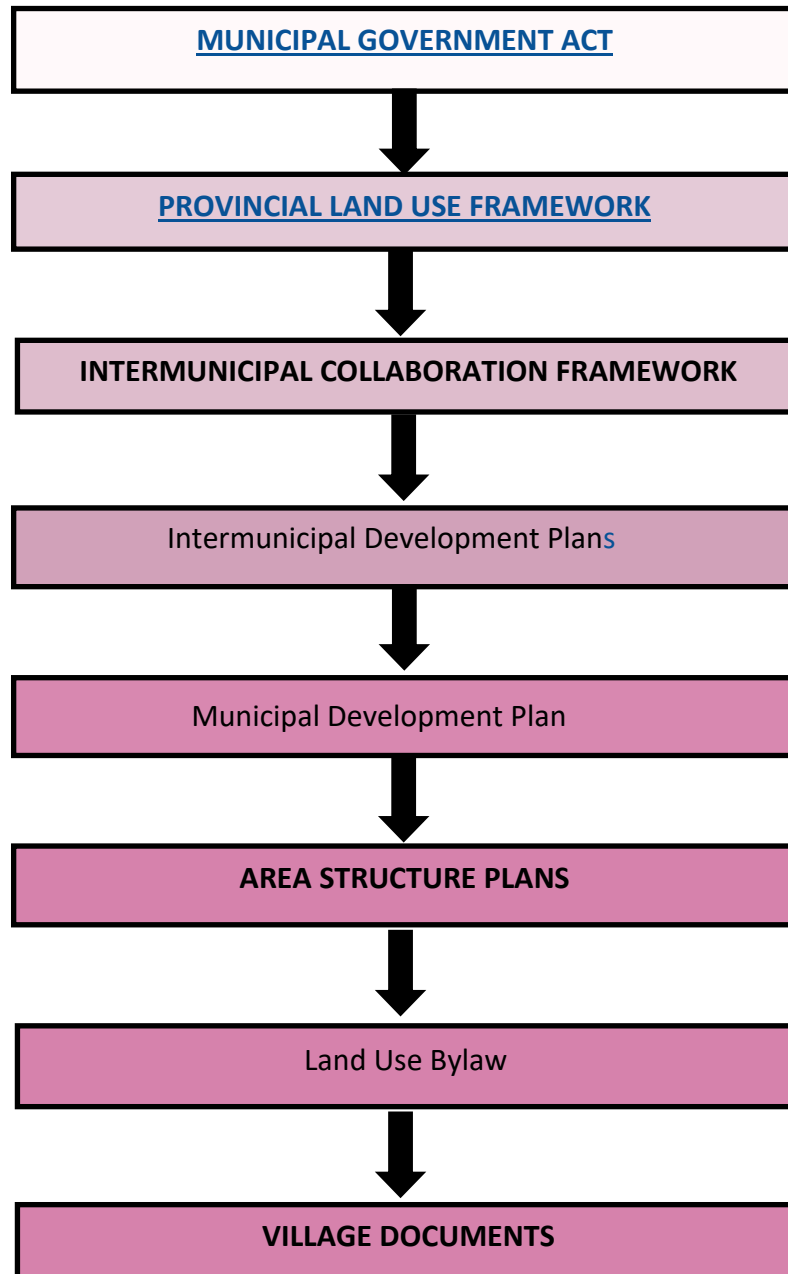 MUNICIPAL GOVERNMENT ACT
PROVINCIAL LAND USE FRAMEWORK
INTERMUNICIPAL COLLABORATION FRAMEWORK
Intermunicipal Development Plans
Municipal Development Plan
AREA STRUCTURE PLANS
Land Use Bylaw
VILLAGE DOCUMENTS